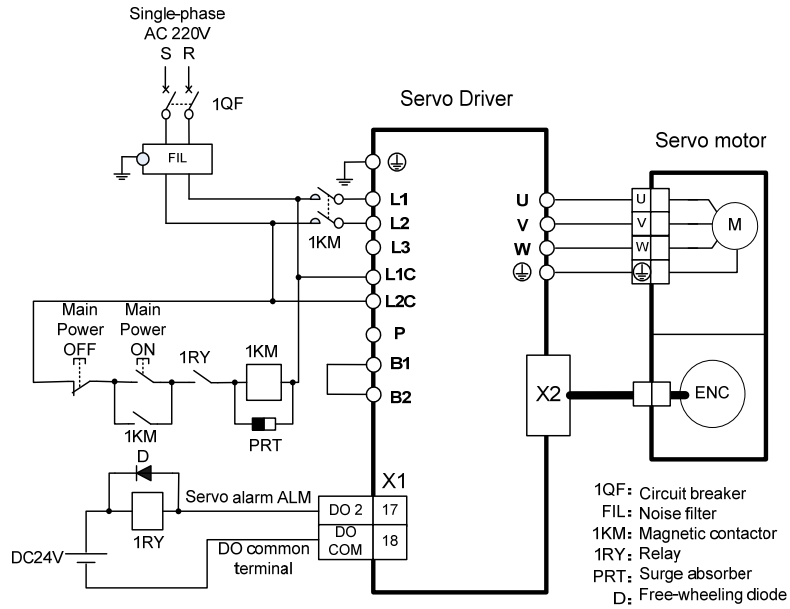 Single-phase
AC 220V
S R
1QF
Servo Driver
Servo motor
FIL
L1
L2
1KM
L3
L1C
L2C
P
B1
B2
U
V
W
U
V
W
M
Main
Power
OFF
Main
Power
ON
1RY
1KM
1KM
PRT
X2
ENC
D
X1
Servo alarm ALM
DO 2
17
1RY
DO
COM
18
DC24V
DO common
terminal
1QF: Circuit breaker
FIL: Noise filter
1KM: Magnetic contactor
1RY: Relay
PRT: Surge absorber
D: Free-wheeling diode